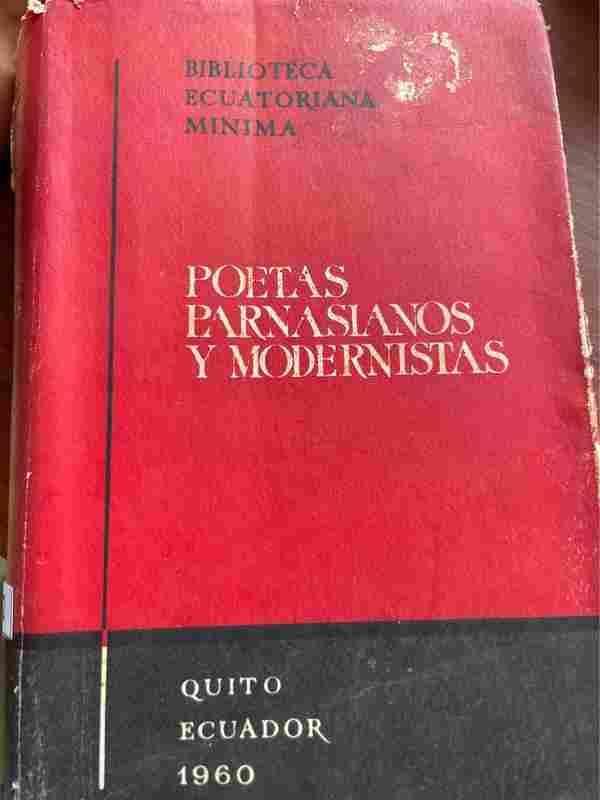 BIBLIOTECA
ECUATORIANA
MINIMA
POETAS
PARNASIANOS
Y MODERNISTAS
QUITO
ECUADOR
1960